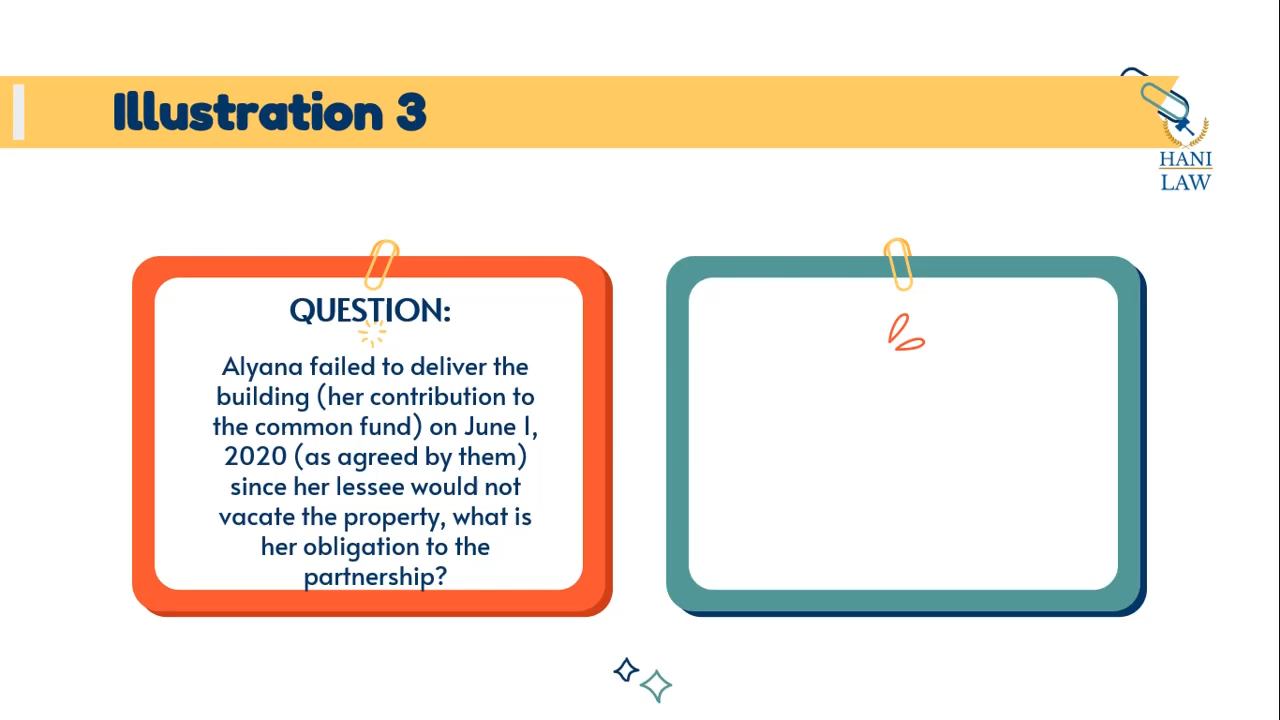 Illustration 3
HANI
LAW
QUESTION:
Alyana failed to deliver the
building (her contribution to
the common fund) on June 1,
2020 (as agreed by them)
since her lessee would not
vacate the property, what is
her obligation to the
partnership?